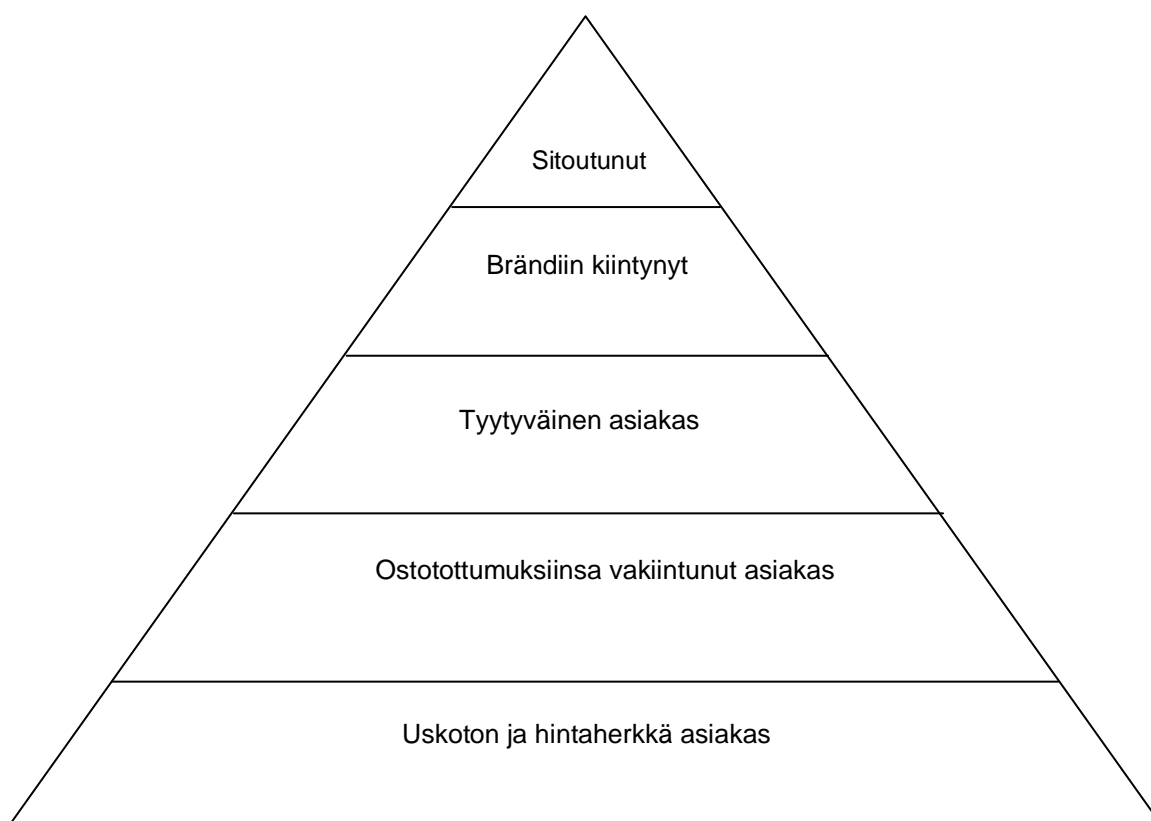 Sitoutunut
Brändiin kiintynyt
Tyytyväinen asiakas
Ostotottumuksiinsa vakiintunut asiakas
Uskoton ja hintaherkkä asiakas